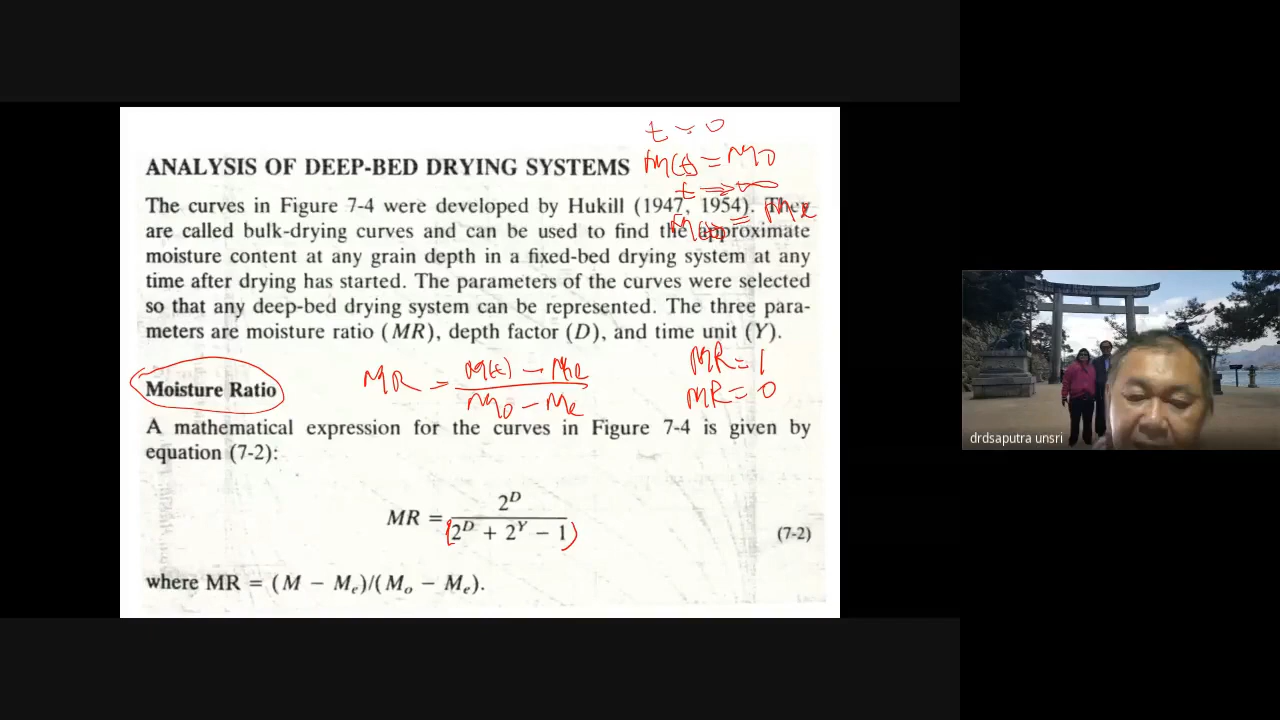 t = 0
ANALYSIS OF DEEP-BED DRYING SYSTEMS M(t) = M0
t ⇒ ∞
The curves in Figure 7-4 were developed by Hukill (1947, 1954). They
M(∞) = Me
are called bulk-drying curves and can be used to find the approximate
moisture content at any grain depth in a fixed-bed drying system at any
time after drying has started. The parameters of the curves were selected
so that any deep-bed drying system can be represented. The three para-
meters are moisture ratio (MR), depth factor (D), and time unit (Y).
MR = M(t) - Me / M0 - Me
MR = 1
MR = 0
Moisture Ratio
A mathematical expression for the curves in Figure 7-4 is given by
equation (7-2):
MR = 2^D / (2^D + 2^Y − 1) (7-2)
where MR = (M − Me)/(Mo − Me).
drdsaputra unsri